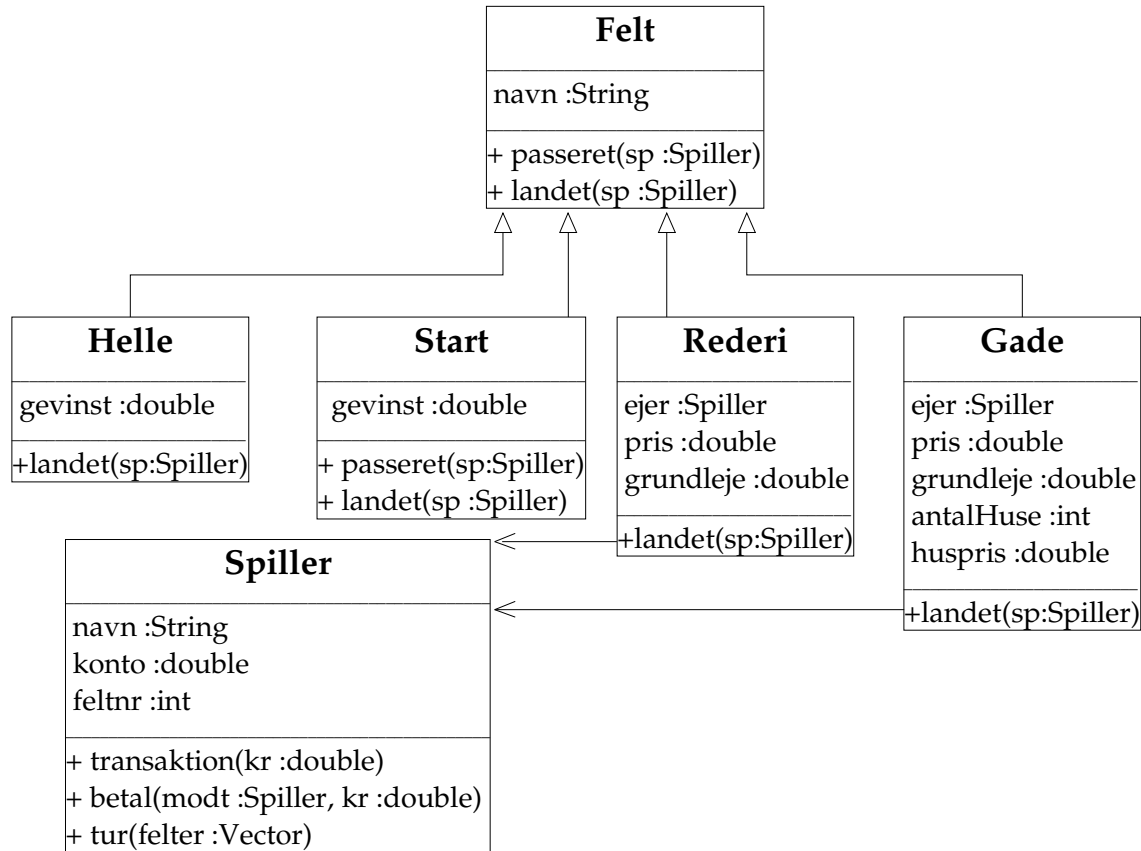 Felt
navn :String
+ passeret(sp :Spiller)
+ landet(sp :Spiller)
Helle
gevinst :double
+landet(sp:Spiller)
Start
gevinst :double
+ passeret(sp:Spiller)
+ landet(sp :Spiller)
Rederi
ejer :Spiller
pris :double
grundleje :double
+landet(sp:Spiller)
Gade
ejer :Spiller
pris :double
grundleje :double
antalHuse :int
huspris :double
+landet(sp:Spiller)
Spiller
navn :String
konto :double
feltnr :int
+ transaktion(kr :double)
+ betal(modt :Spiller, kr :double)
+ tur(felter :Vector)